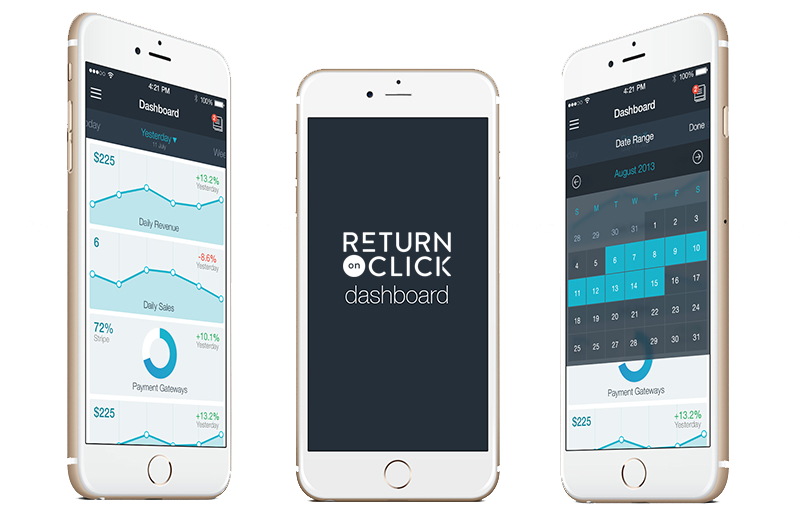 4:21 PM
100%
Dashboard
2
Yesterday ▾
11 July
$225
+13.2%
Yesterday
Daily Revenue
6
-8.6%
Yesterday
Daily Sales
72%
+10.1%
Stripe
Yesterday
Payment Gateways
$225
+13.2%
Yesterday
RETURN
on CLICK
dashboard
4:21 PM
100%
Dashboard
2
Date Range
Done
August 2013
S M T W T F S
28 29 30 31 1 2 3
4 5 6 7 8 9 10
11 12 13 14 15 16 17
18 19 20 21 22 23 24
25 26 27 28 29 30 31
Payment Gateways
$225
+13.2%
Yesterday